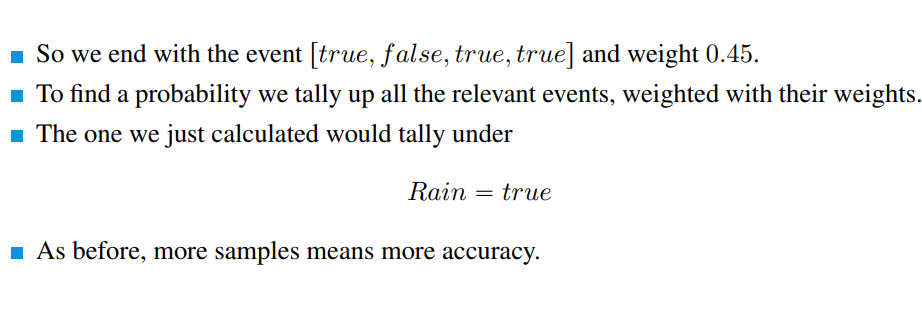 So we end with the event [true, false, true, true] and weight 0.45.
To find a probability we tally up all the relevant events, weighted with their weights.
The one we just calculated would tally under
Rain = true
As before, more samples means more accuracy.